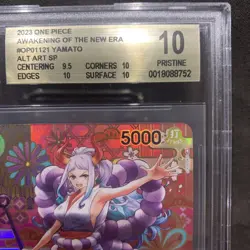 2023 ONE PIECE
AWAKENING OF THE NEW ERA
#OP01121 YAMATO
ALT ART SP
CENTERING 9.5 CORNERS 10
EDGES 10 SURFACE 10
10
PRISTINE
0018088752
5000